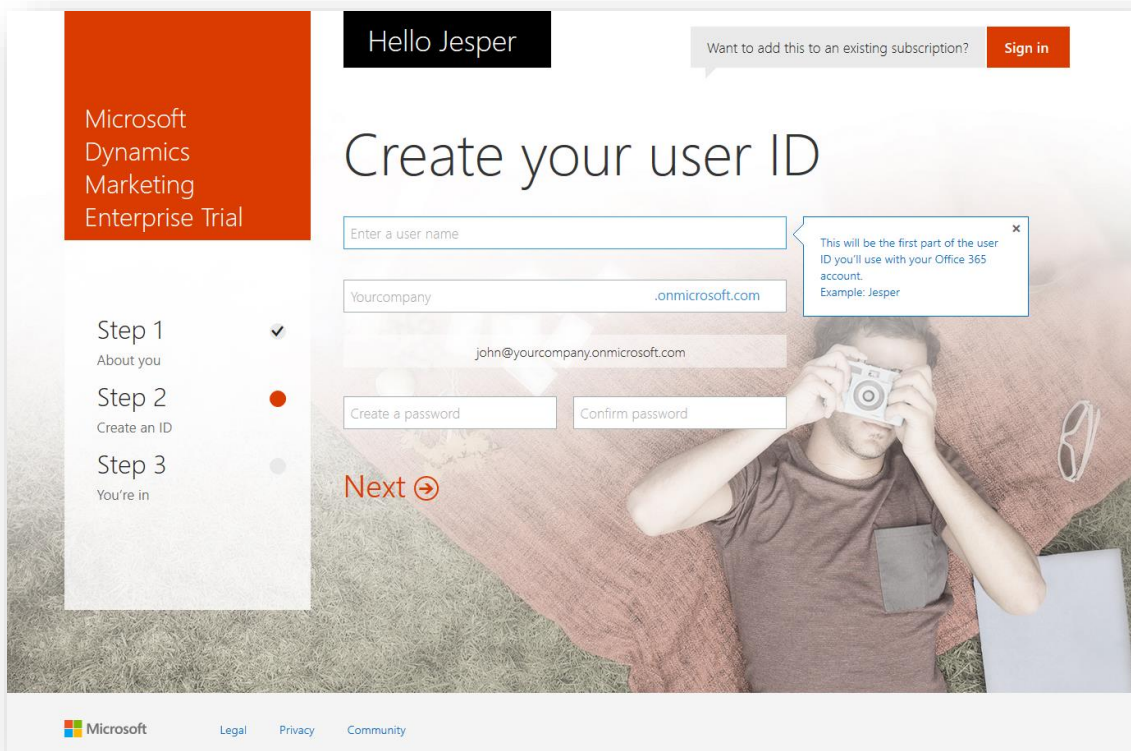 Hello Jesper
Want to add this to an existing subscription?
Sign in
Microsoft
Dynamics
Marketing
Enterprise Trial
Create your user ID
Enter a user name
This will be the first part of the user
ID you'll use with your Office 365
account.
Example: Jesper
Yourcompany .onmicrosoft.com
john@yourcompany.onmicrosoft.com
Create a password
Confirm password
Next
Step 1
About you
Step 2
Create an ID
Step 3
You're in
Microsoft
Legal
Privacy
Community